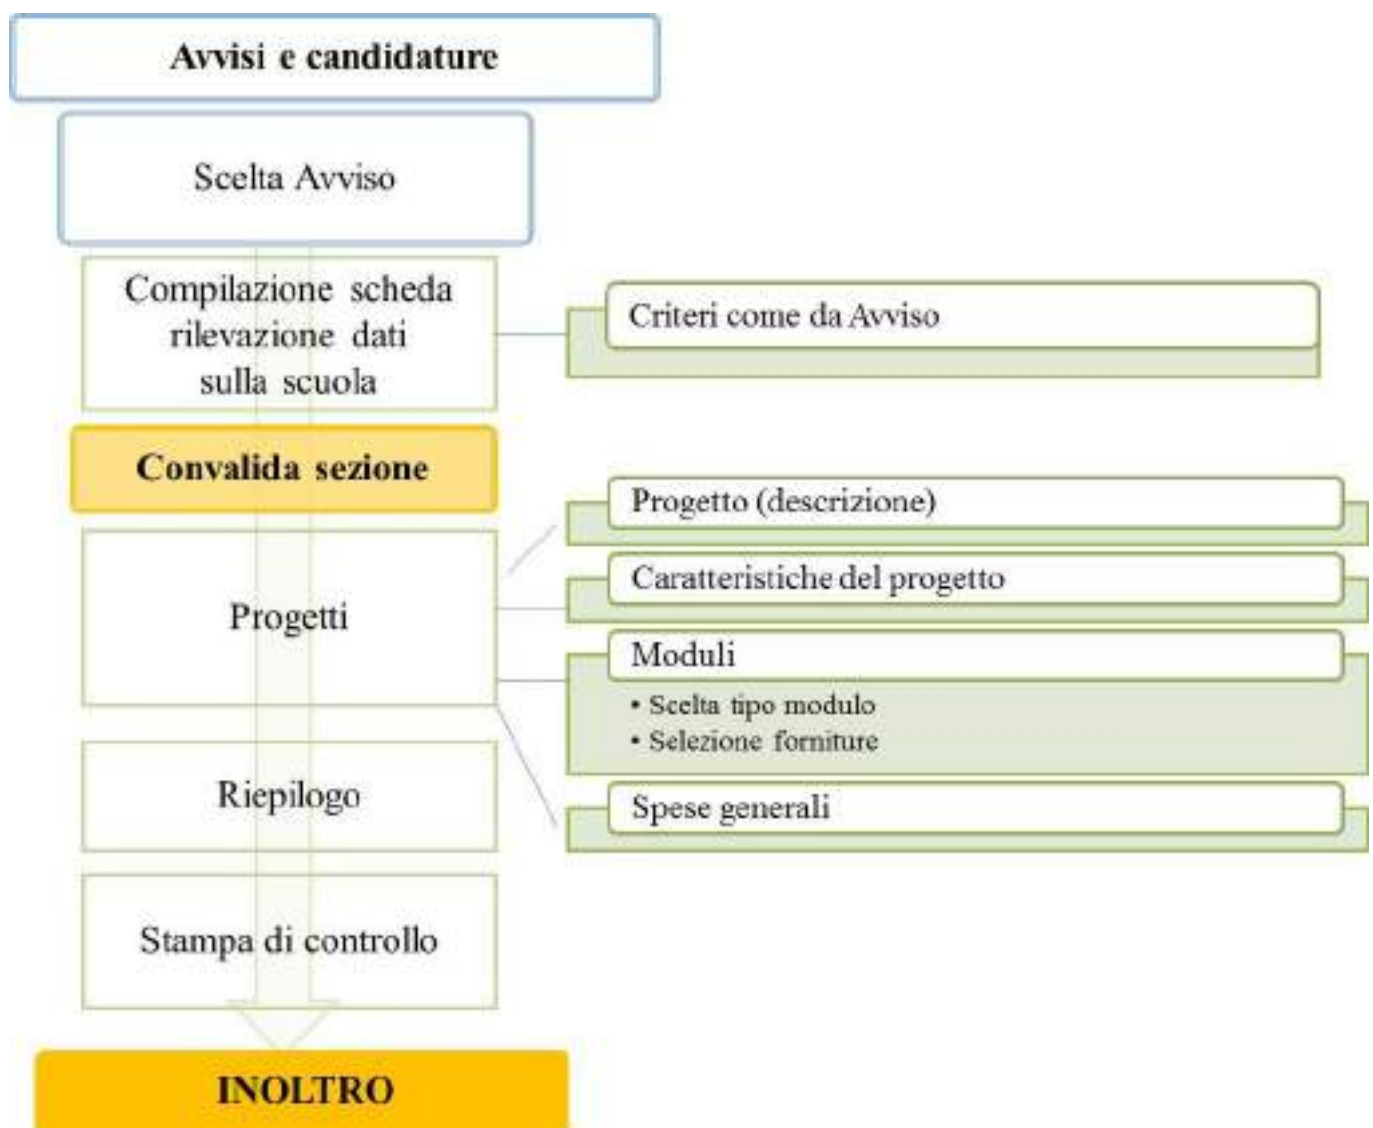 Avvisi e candidature
Scelta Avviso
Compilazione scheda
rilevazione dati
sulla scuola
Criteri come da Avviso
Convalida sezione
Progetti
Progetto (descrizione)
Caratteristiche del progetto
Moduli
• Scelta tipo modulo
• Selezione forniture
Spese generali
Riepilogo
Stampa di controllo
INOLTRO